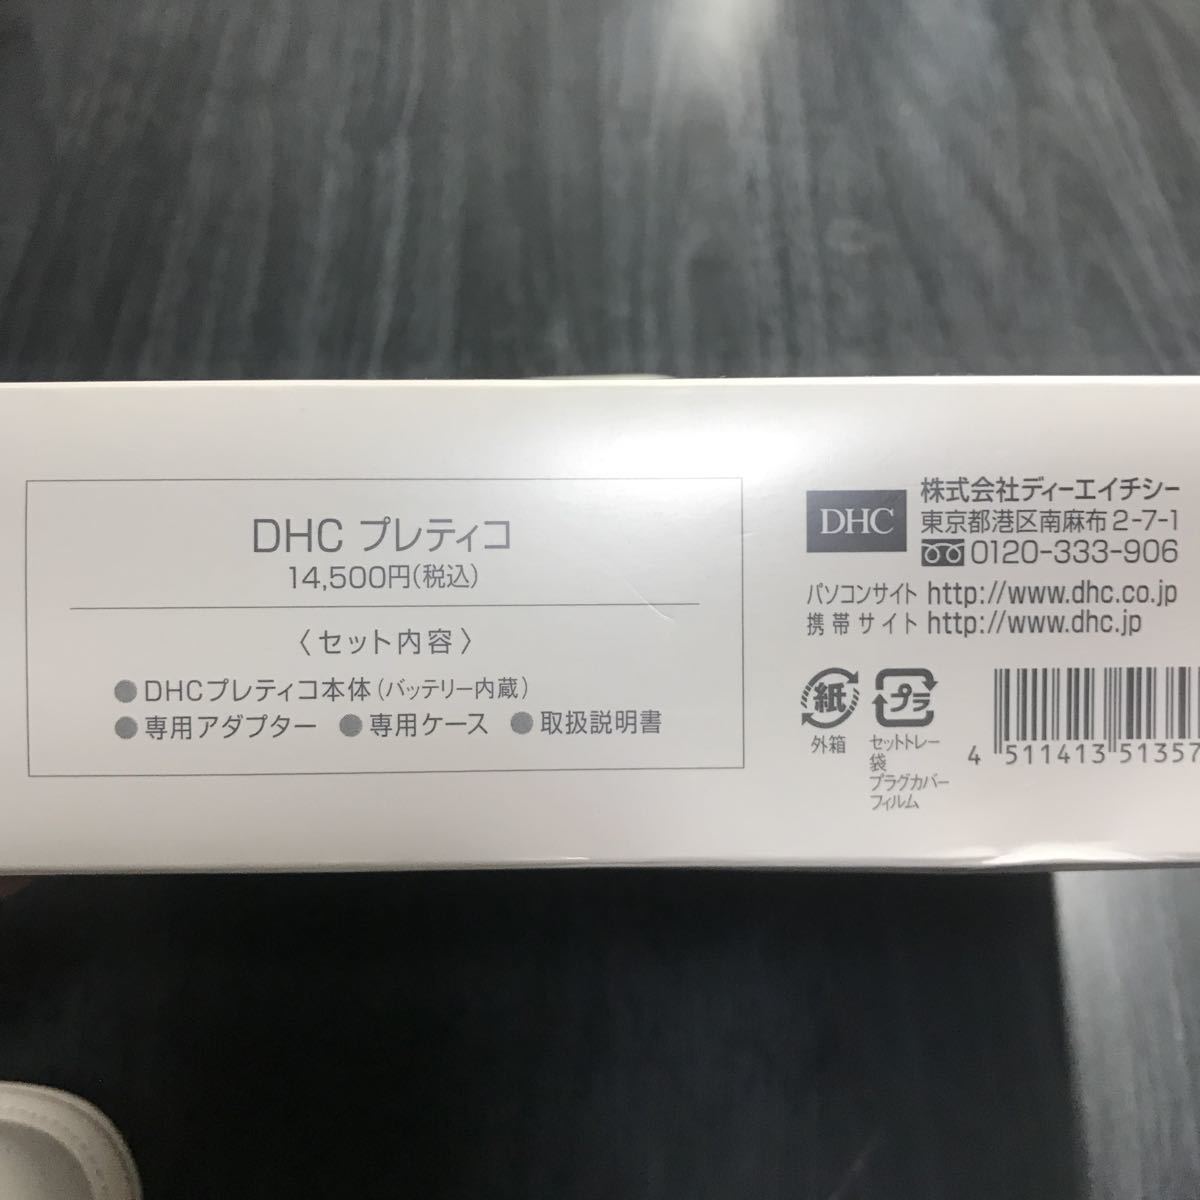 DHC プレティコ
14,500円(税込)
〈セット内容〉
●DHCプレティコ本体(バッテリー内蔵)
●専用アダプター ●専用ケース ●取扱説明書
DHC
株式会社ディーエイチシー
東京都港区南麻布2-7-1
0120-333-906
パソコンサイト http://www.dhc.co.jp
携帯サイト http://www.dhc.jp
紙
外箱
プラ
セットトレー
袋
プラグカバー
フィルム
4 511413 51357